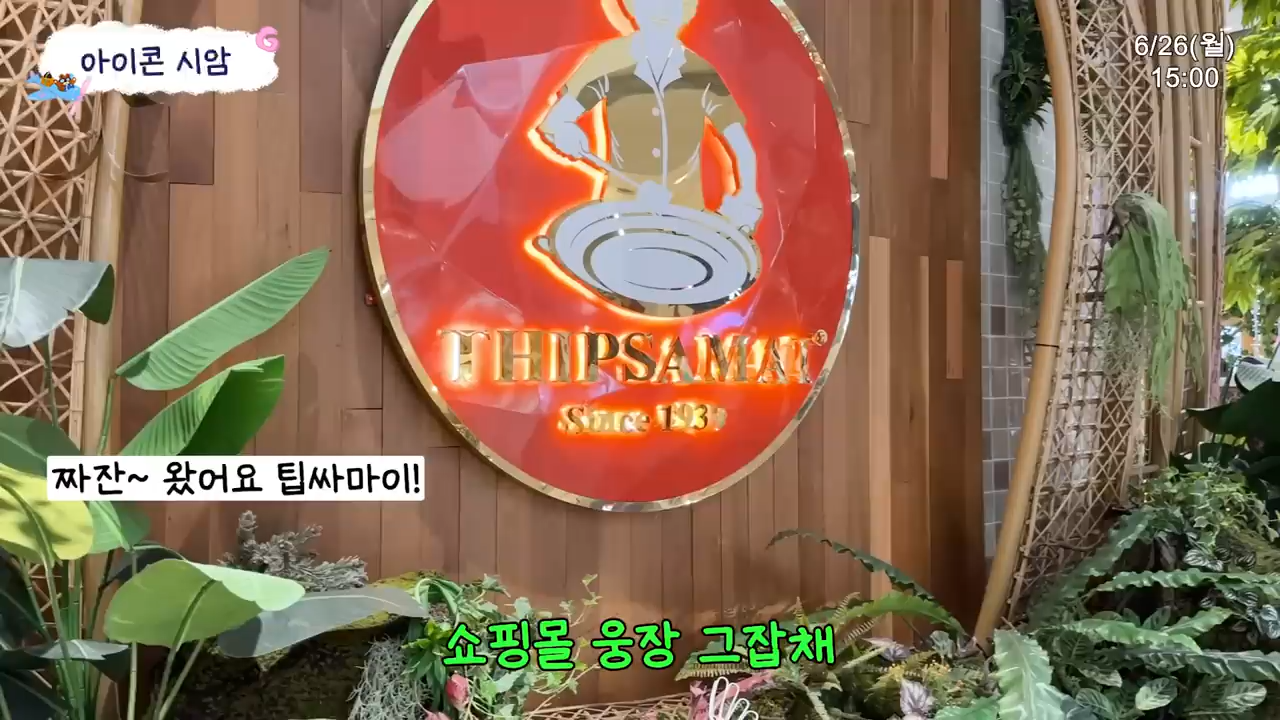 아이콘 시암
6/26(월)
15:00
THIPSAMAI®
Since 1939
짜잔~ 왔어요 팁싸마이!
쇼핑몰 웅장 그잡채